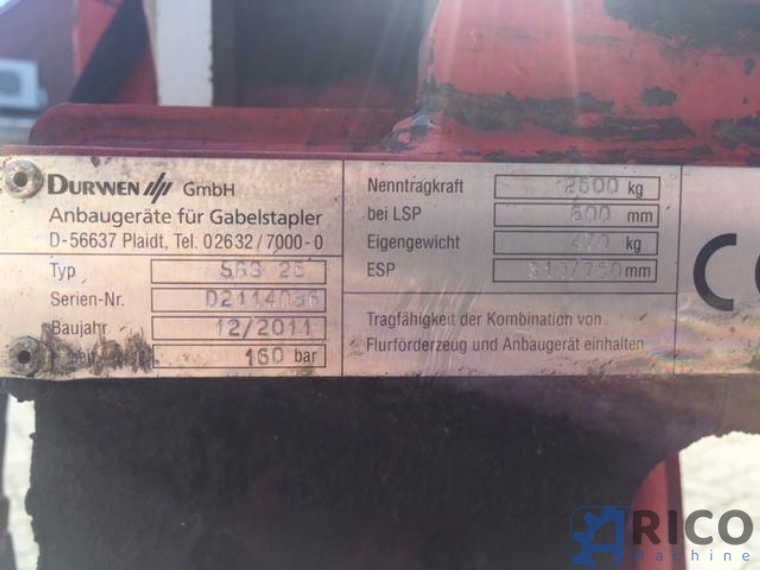 DURWEN GmbH
Anbaugeräte für Gabelstapler
D-56637 Plaidt, Tel. 02632/7000-0
Typ
Serien-Nr.
Baujahr 12/2011
160 bar
Nenntragkraft 2500 kg
bei LSP mm
Eigengewicht kg
ESP mm
Tragfähigkeit der Kombination von
Flurförderzeug und Anbaugerät einhalten
RICO
Machine